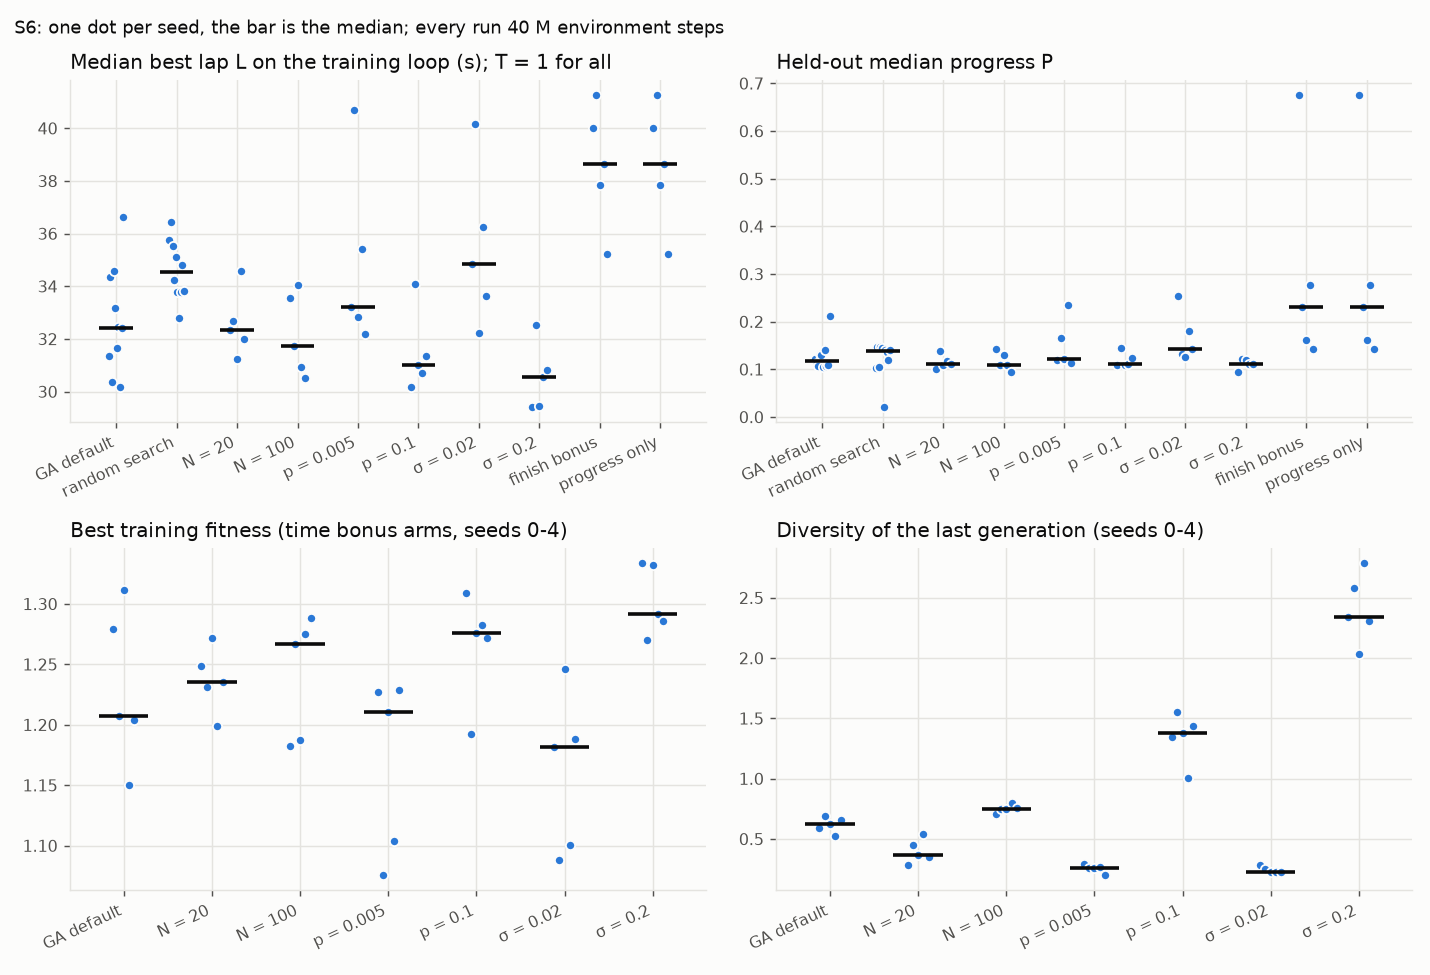 S6: one dot per seed, the bar is the median; every run 40 M environment steps
Median best lap L on the training loop (s); T = 1 for all
40
38
36
34
32
30
GA default
random search
N = 20
N = 100
p = 0.005
p = 0.1
σ = 0.02
σ = 0.2
finish bonus
progress only
Held-out median progress P
0.7
0.6
0.5
0.4
0.3
0.2
0.1
0.0
GA default
random search
N = 20
N = 100
p = 0.005
p = 0.1
σ = 0.02
σ = 0.2
finish bonus
progress only
Best training fitness (time bonus arms, seeds 0-4)
1.30
1.25
1.20
1.15
1.10
GA default
N = 20
N = 100
p = 0.005
p = 0.1
σ = 0.02
σ = 0.2
Diversity of the last generation (seeds 0-4)
2.5
2.0
1.5
1.0
0.5
GA default
N = 20
N = 100
p = 0.005
p = 0.1
σ = 0.02
σ = 0.2